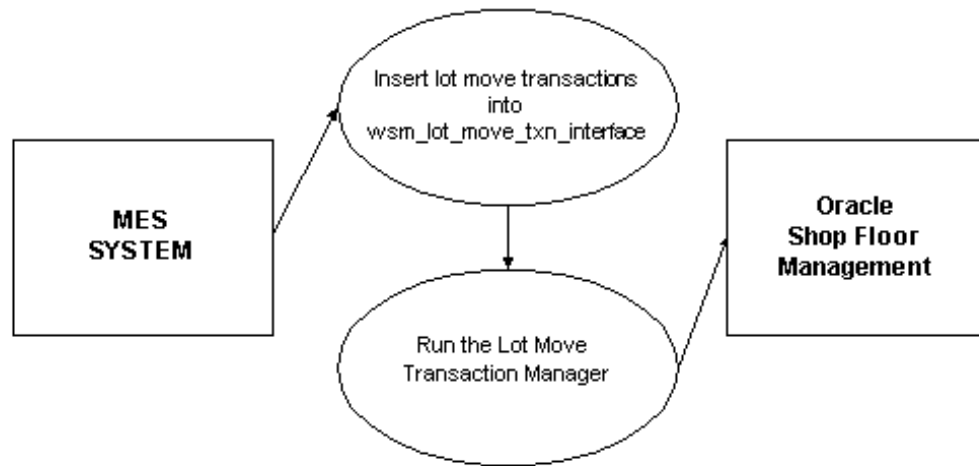 Insert lot move transactions
into
wsm_lot_move_txn_interface
MES
SYSTEM
Oracle
Shop Floor
Management
Run the Lot Move
Transaction Manager